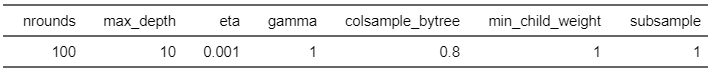 nrounds max_depth eta gamma colsample_bytree min_child_weight subsample
100 10 0.001 1 0.8 1 1